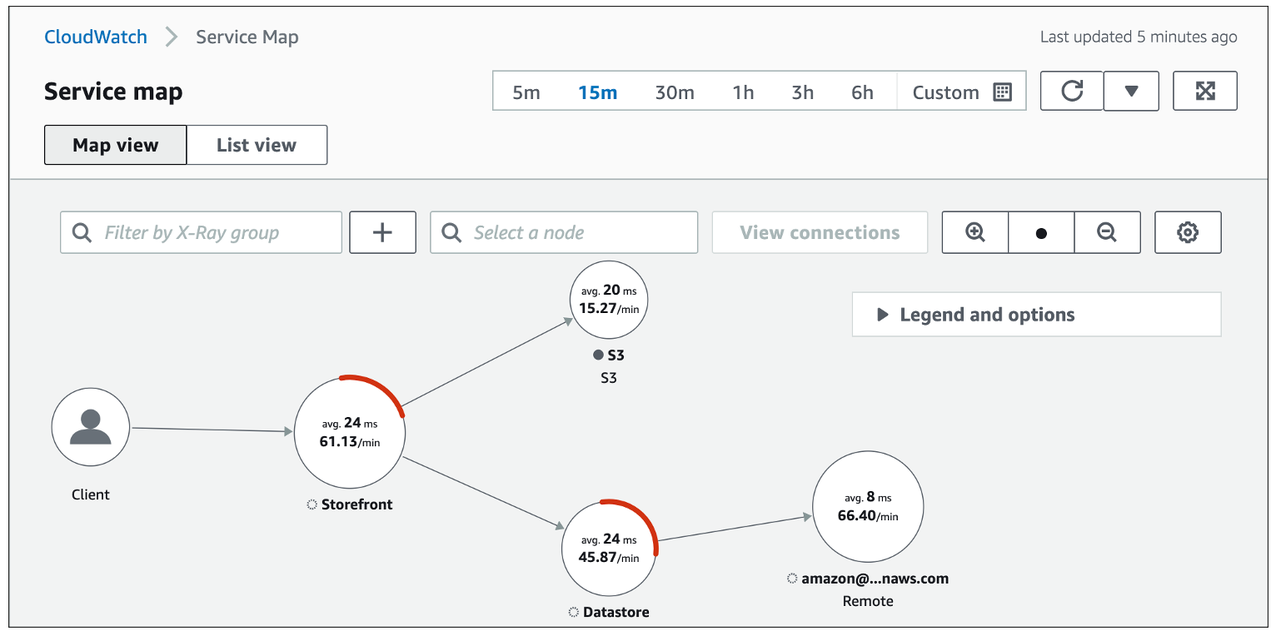 CloudWatch > Service Map
Last updated 5 minutes ago
Service map
5m 15m 30m 1h 3h 6h Custom
Map view List view
Filter by X-Ray group
Select a node
View connections
Legend and options
avg. 20 ms
15.27/min
S3
S3
Client
avg. 24 ms
61.13/min
Storefront
avg. 24 ms
45.87/min
Datastore
avg. 8 ms
66.40/min
amazon@...naws.com
Remote